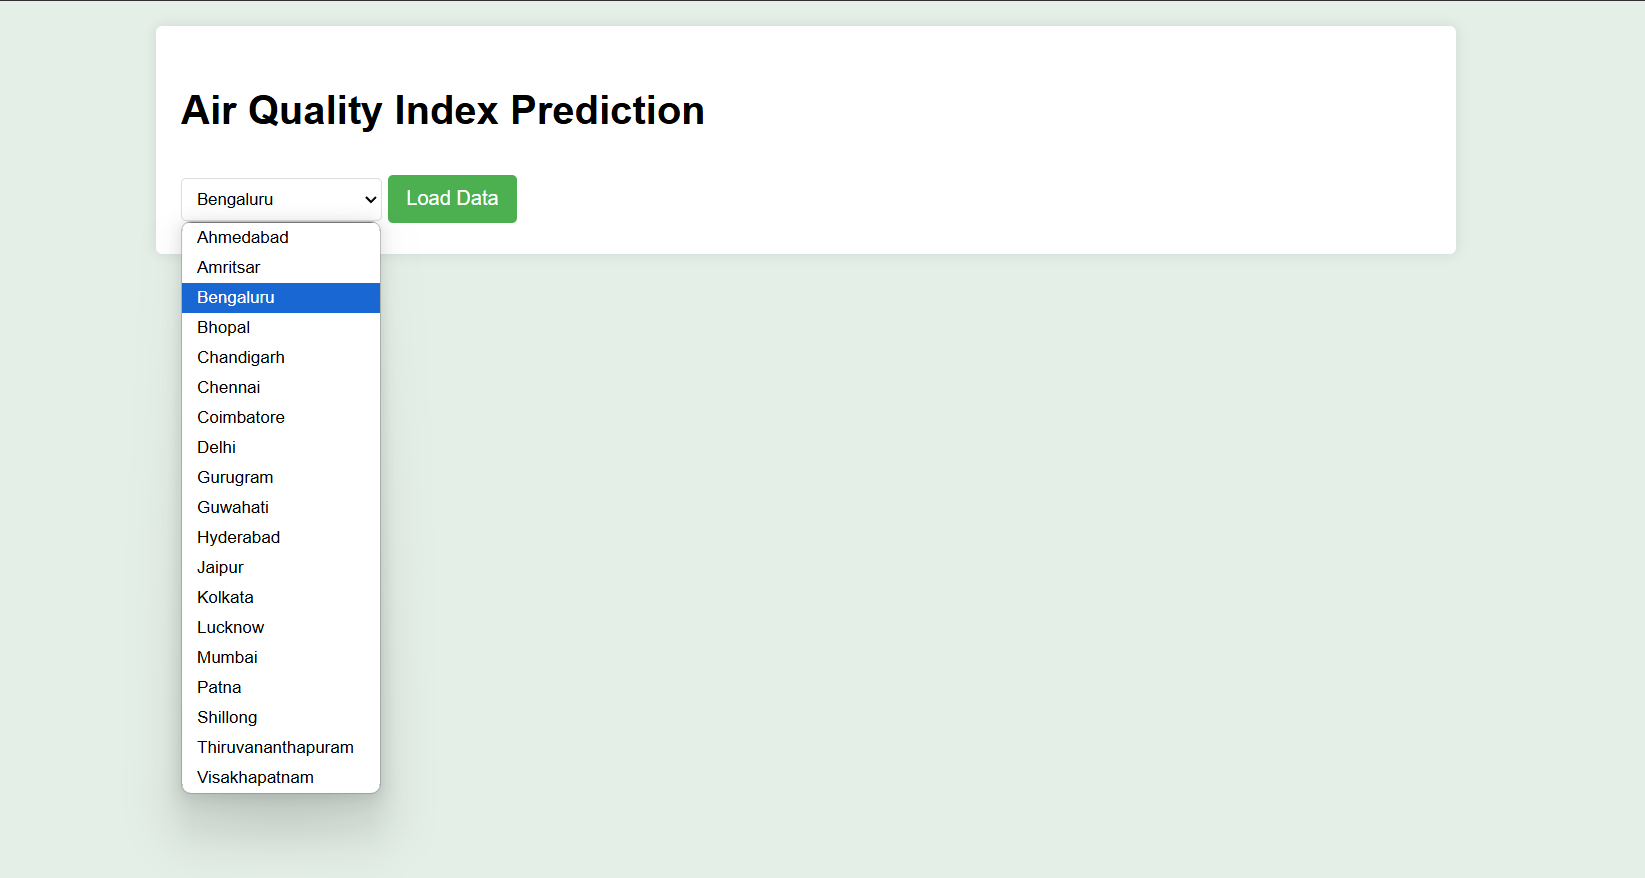 Air Quality Index Prediction
Bengaluru Load Data
Ahmedabad
Amritsar
Bengaluru
Bhopal
Chandigarh
Chennai
Coimbatore
Delhi
Gurugram
Guwahati
Hyderabad
Jaipur
Kolkata
Lucknow
Mumbai
Patna
Shillong
Thiruvananthapuram
Visakhapatnam